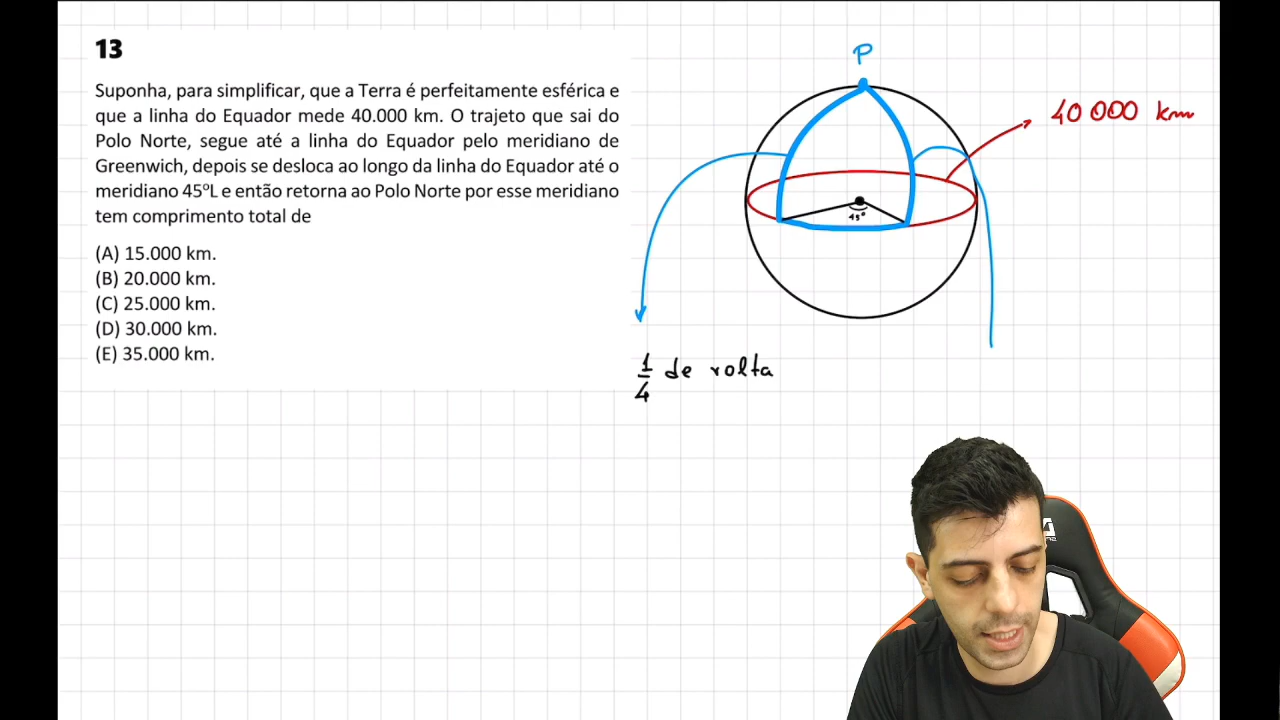 13
Suponha, para simplificar, que a Terra é perfeitamente esférica e
que a linha do Equador mede 40.000 km. O trajeto que sai do
Polo Norte, segue até a linha do Equador pelo meridiano de
Greenwich, depois se desloca ao longo da linha do Equador até o
meridiano 45ºL e então retorna ao Polo Norte por esse meridiano
tem comprimento total de
(A) 15.000 km.
(B) 20.000 km.
(C) 25.000 km.
(D) 30.000 km.
(E) 35.000 km.
P
40 000 km
45°
1/4 de volta